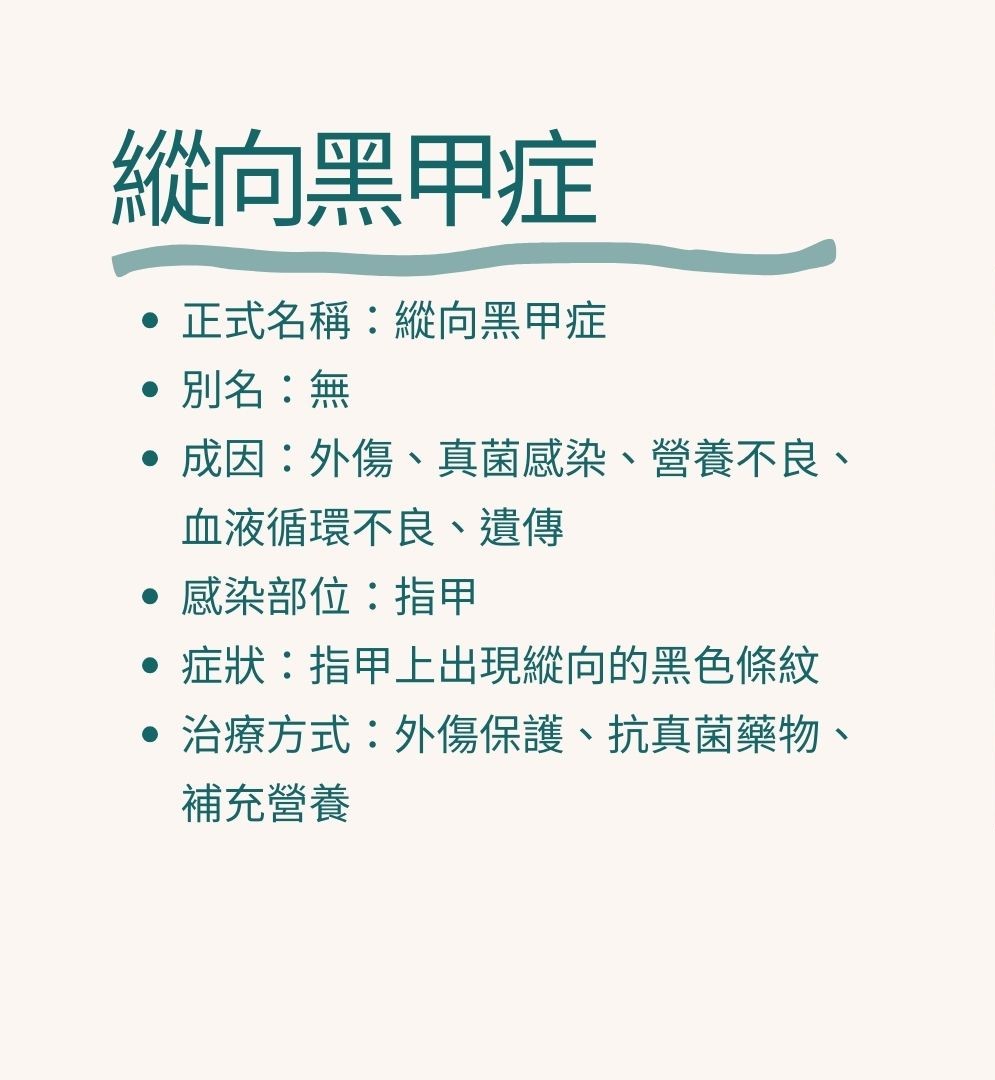 縱向黑甲症
正式名稱：縱向黑甲症
別名：無
成因：外傷、真菌感染、營養不良、
血液循環不良、遺傳
感染部位：指甲
症狀：指甲上出現縱向的黑色條紋
治療方式：外傷保護、抗真菌藥物、
補充營養